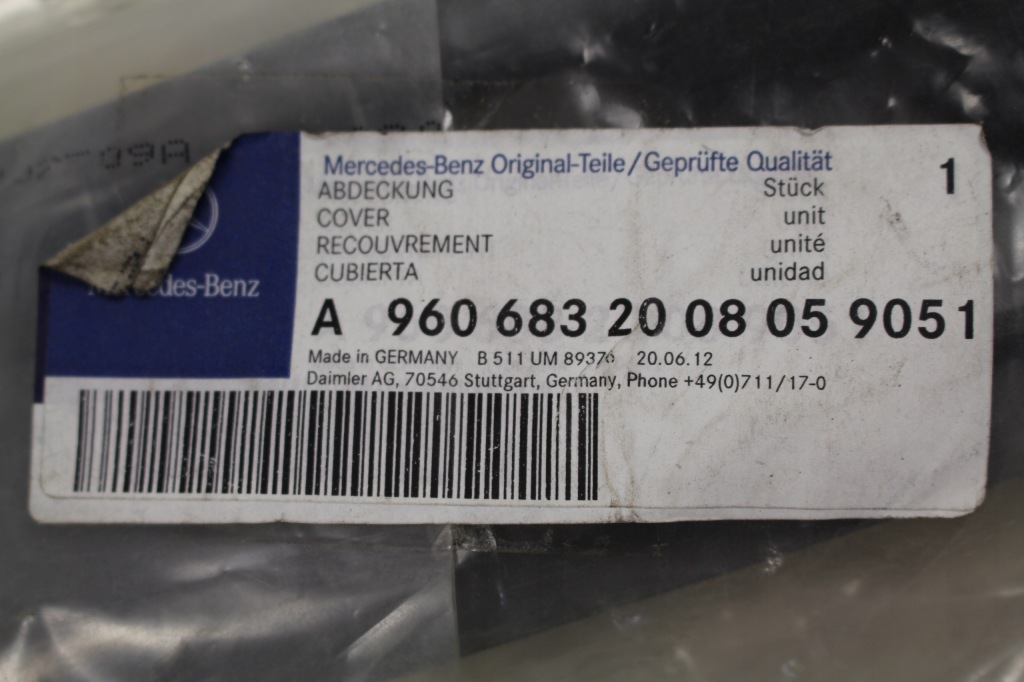 Mercedes-Benz Original-Teile/Geprüfte Qualität 1
ABDECKUNG Stück
COVER unit
RECOUVREMENT unité
CUBIERTA unidad
Mercedes-Benz
A 960 683 20 08 05 9051
Made in GERMANY B 511 UM 89376 20.06.12
Daimler AG, 70546 Stuttgart, Germany, Phone +49(0)711/17-0